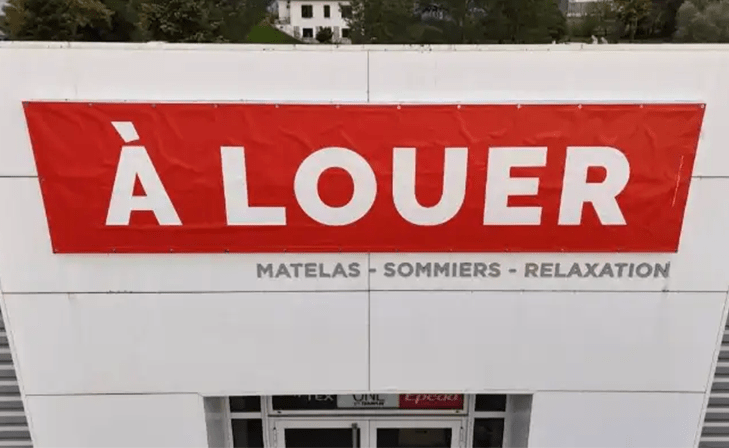 À LOUER
MATELAS - SOMMIERS - RELAXATION
Epeda